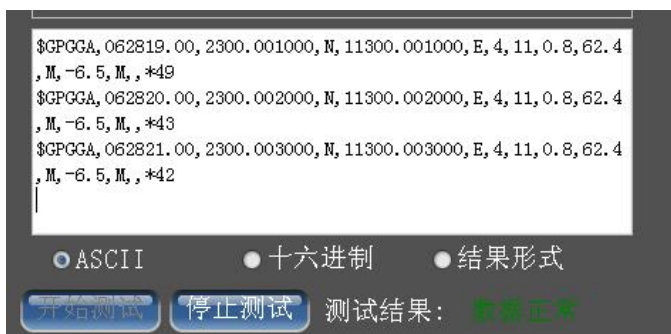 $GPGGA,062819.00,2300.001000,N,11300.001000,E,4,11,0.8,62.4
,M,-6.5,M,,*49
$GPGGA,062820.00,2300.002000,N,11300.002000,E,4,11,0.8,62.4
,M,-6.5,M,,*43
$GPGGA,062821.00,2300.003000,N,11300.003000,E,4,11,0.8,62.4
,M,-6.5,M,,*42
ASCII 十六进制 结果形式
开始测试 停止测试 测试结果: 数据正常